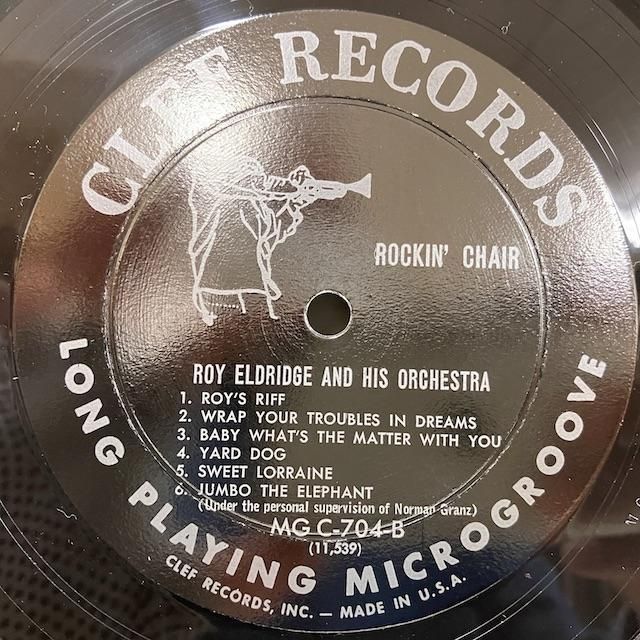 CLEF RECORDS
ROCKIN' CHAIR
ROY ELDRIDGE AND HIS ORCHESTRA
1. ROY'S RIFF
2. WRAP YOUR TROUBLES IN DREAMS
3. BABY WHAT'S THE MATTER WITH YOU
4. YARD DOG
5. SWEET LORRAINE
6. JUMBO THE ELEPHANT
(Under the personal supervision of Norman Granz)
MG C-704-B
(11,539)
LONG PLAYING MICROGROOVE
CLEF RECORDS, INC. — MADE IN U.S.A.